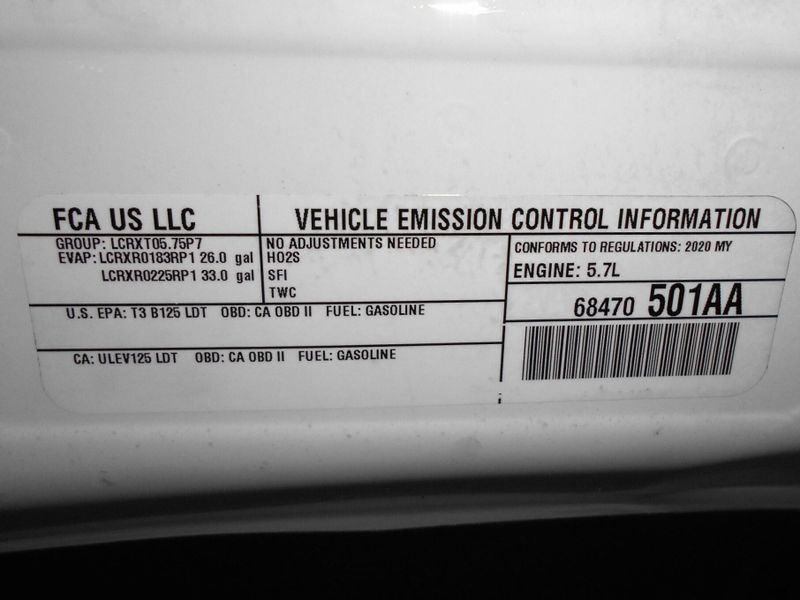 FCA US LLC
VEHICLE EMISSION CONTROL INFORMATION
GROUP: LCRXT05.75P7
EVAP: LCRXR0183RP1 26.0 gal
LCRXR0225RP1 33.0 gal
NO ADJUSTMENTS NEEDED
HO2S
SFI
TWC
CONFORMS TO REGULATIONS: 2020 MY
ENGINE: 5.7L
68470 501AA
U.S. EPA: T3 B125 LDT OBD: CA OBD II FUEL: GASOLINE
CA: ULEV125 LDT OBD: CA OBD II FUEL: GASOLINE